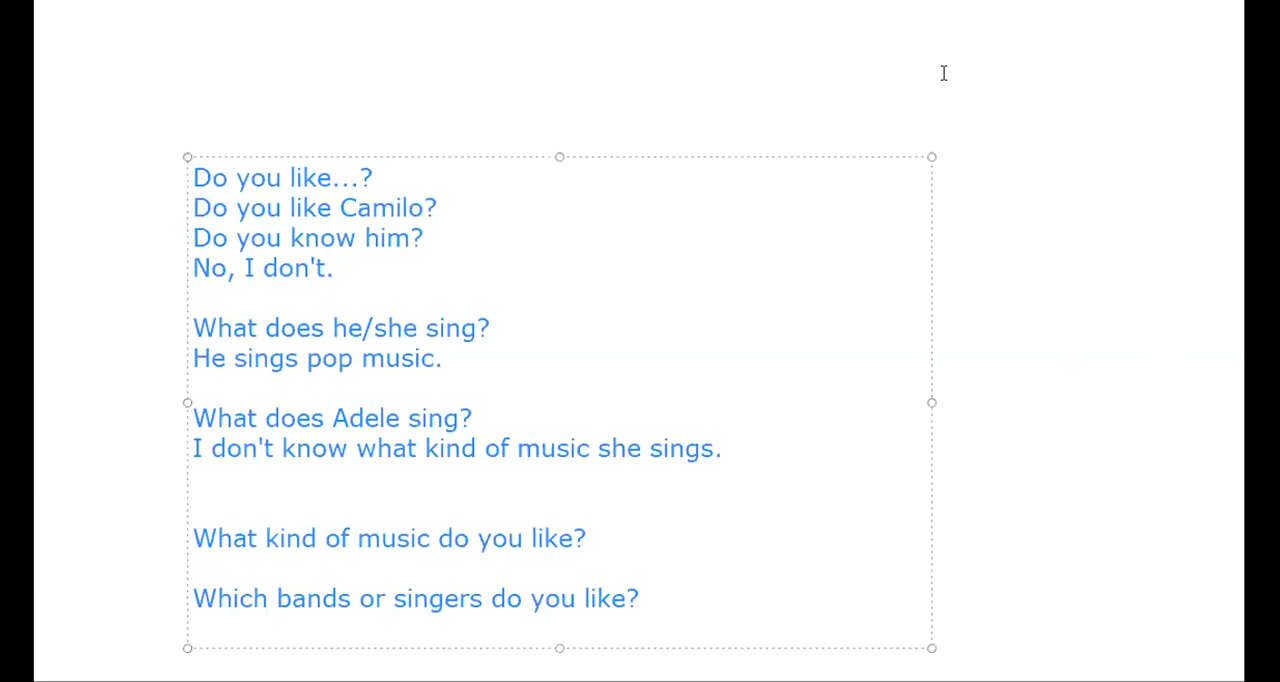 Do you like...?
Do you like Camilo?
Do you know him?
No, I don't.
What does he/she sing?
He sings pop music.
What does Adele sing?
I don't know what kind of music she sings.
What kind of music do you like?
Which bands or singers do you like?